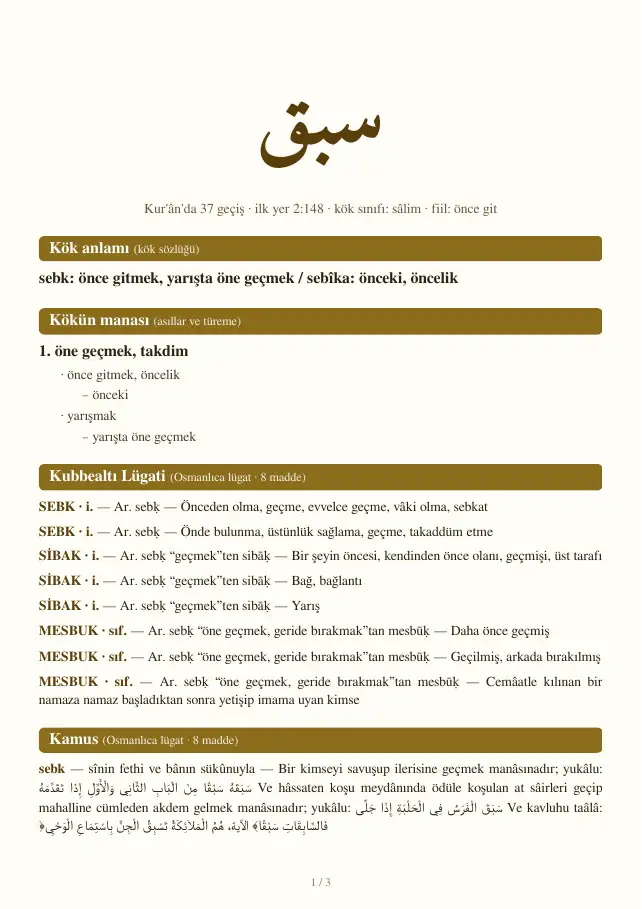 سبق
Kur'ân'da 37 geçiş · ilk yer 2:148 · kök sınıfı: sâlim · fiil: önce git
Kök anlamı (kök sözlüğü)
sebk: önce gitmek, yarışta öne geçmek / sebîka: önceki, öncelik
Kökün manası (asıllar ve türeme)
1. öne geçmek, takdim
· önce gitmek, öncelik
– önceki
· yarışmak
– yarışta öne geçmek
Kubbealtı Lügati (Osmanlıca lügat · 8 madde)
SEBK · i. — Ar. sebḳ — Önceden olma, geçme, evvelce geçme, vâki olma, sebkat
SEBK · i. — Ar. sebḳ — Önde bulunma, üstünlük sağlama, geçme, takaddüm etme
SİBAK · i. — Ar. sebḳ “geçmek”ten sibāḳ — Bir şeyin öncesi, kendinden önce olanı, geçmişi, üst tarafı
SİBAK · i. — Ar. sebḳ “geçmek”ten sibāḳ — Bağ, bağlantı
SİBAK · i. — Ar. sebḳ “geçmek”ten sibāḳ — Yarış
MESBUK · sıf. — Ar. sebḳ “öne geçmek, geride bırakmak”tan mesbūḳ — Daha önce geçmiş
MESBUK · sıf. — Ar. sebḳ “öne geçmek, geride bırakmak”tan mesbūḳ — Geçilmiş, arkada bırakılmış
MESBUK · sıf. — Ar. sebḳ “öne geçmek, geride bırakmak”tan mesbūḳ — Cemâatle kılınan bir
namaza namaz başladıktan sonra yetişip imama uyan kimse
Kamus (Osmanlıca lügat · 8 madde)
sebk — sînin fethi ve bânın sükûnuyla — Bir kimseyi savuşup ilerisine geçmek manâsınadır; yukâlu:
سَبَقَهُ سَبْقًا مِنَ الْبَابِ الثَّانِي وَالْأَوَّلِ إِذَا تَقَدَّمَهُ Ve hâssaten koşu meydânında ödüle koşulan at sâirleri geçip
mahalline cümleden akdem gelmek manâsınadır; yukâlu: سَبَقَ الْفَرَسُ فِي الْحَلْبَةِ إِذَا جَلَّى Ve kavluhu taâlâ:
﴿فَالسَّابِقَاتِ سَبْقًا﴾ الآية، هُمُ الْمَلاَئِكَةُ تَسْبِقُ الْجِنَّ بِاسْتِمَاعِ الْوَحْيِ
1 / 3